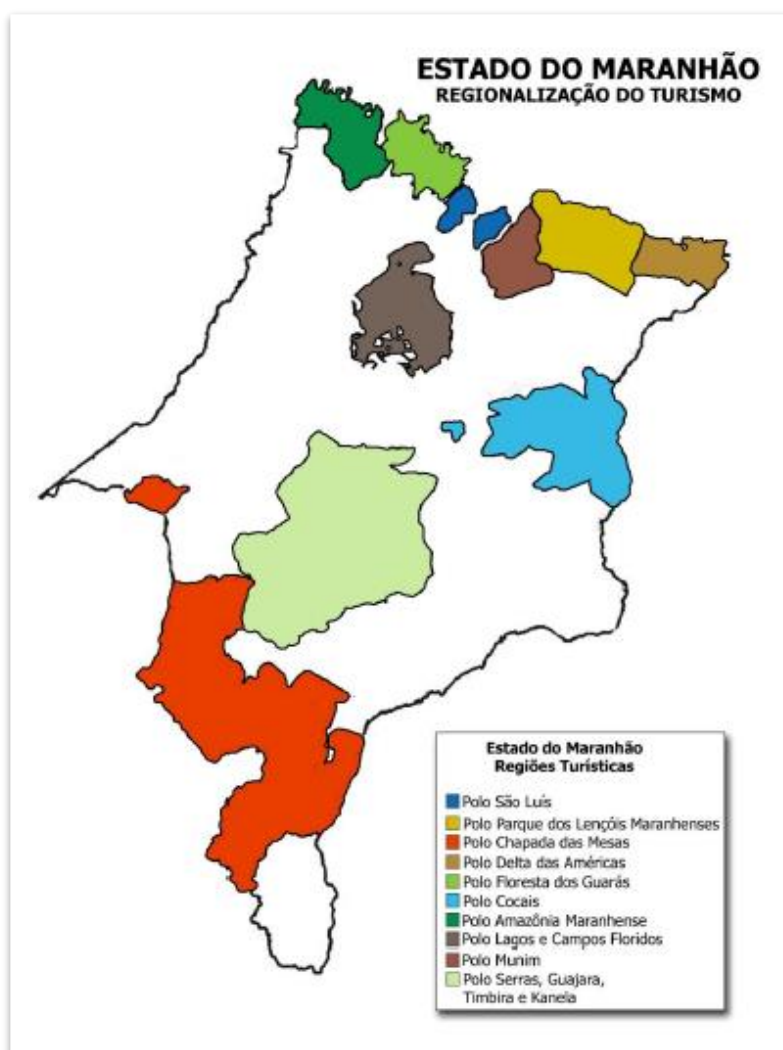 ESTADO DO MARANHÃO
REGIONALIZAÇÃO DO TURISMO
Estado do Maranhão
Regiões Turísticas
Polo São Luís
Polo Parque dos Lençóis Maranhenses
Polo Chapada das Mesas
Polo Delta das Américas
Polo Floresta dos Guarás
Polo Cocais
Polo Amazônia Maranhense
Polo Lagos e Campos Floridos
Polo Munim
Polo Serras, Guajara,
Timbira e Kanela